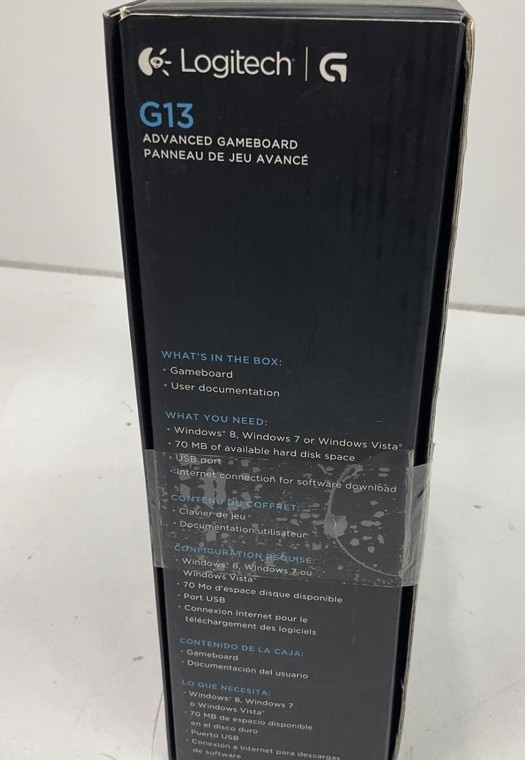 Logitech | G
G13
ADVANCED GAMEBOARD
PANNEAU DE JEU AVANCÉ
WHAT'S IN THE BOX:
• Gameboard
• User documentation
WHAT YOU NEED:
• Windows® 8, Windows 7 or Windows Vista®
• 70 MB of available hard disk space
• USB port
• Internet connection for software download
CONTENU DU COFFRET:
• Clavier de jeu
• Documentation utilisateur
CONFIGURATION REQUISE:
• Windows® 8, Windows 7 ou
Windows Vista®
• 70 Mo d'espace disque disponible
• Port USB
• Connexion Internet pour le
téléchargement des logiciels
CONTENIDO DE LA CAJA:
• Gameboard
• Documentación del usuario
LO QUE NECESITA:
• Windows® 8, Windows 7
o Windows Vista®
• 70 MB de espacio disponible
en el disco duro
• Puerto USB
• Conexión a Internet para descargas
de software